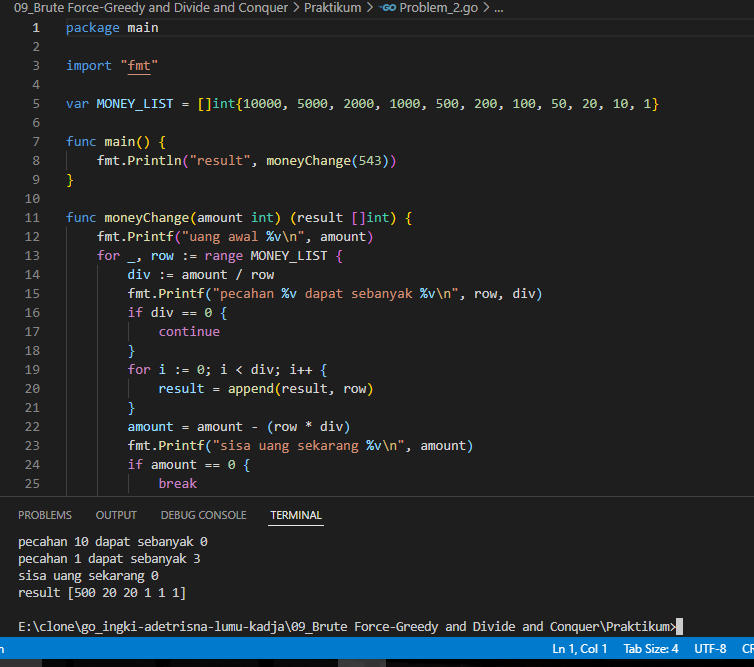 09_Brute Force-Greedy and Divide and Conquer > Praktikum > GO Problem_2.go > ...
1 package main
2
3 import "fmt"
4
5 var MONEY_LIST = []int{10000, 5000, 2000, 1000, 500, 200, 100, 50, 20, 10, 1}
6
7 func main() {
8 fmt.Println("result", moneyChange(543))
9 }
10
11 func moneyChange(amount int) (result []int) {
12 fmt.Printf("uang awal %v\n", amount)
13 for _, row := range MONEY_LIST {
14 div := amount / row
15 fmt.Printf("pecahan %v dapat sebanyak %v\n", row, div)
16 if div == 0 {
17 continue
18 }
19 for i := 0; i < div; i++ {
20 result = append(result, row)
21 }
22 amount = amount - (row * div)
23 fmt.Printf("sisa uang sekarang %v\n", amount)
24 if amount == 0 {
25 break
PROBLEMS OUTPUT DEBUG CONSOLE TERMINAL
pecahan 10 dapat sebanyak 0
pecahan 1 dapat sebanyak 3
sisa uang sekarang 0
result [500 20 20 1 1 1]
E:\clone\go_ingki-adetrisna-lumu-kadja\09_Brute Force-Greedy and Divide and Conquer\Praktikum>
Ln 1, Col 1 Tab Size: 4 UTF-8